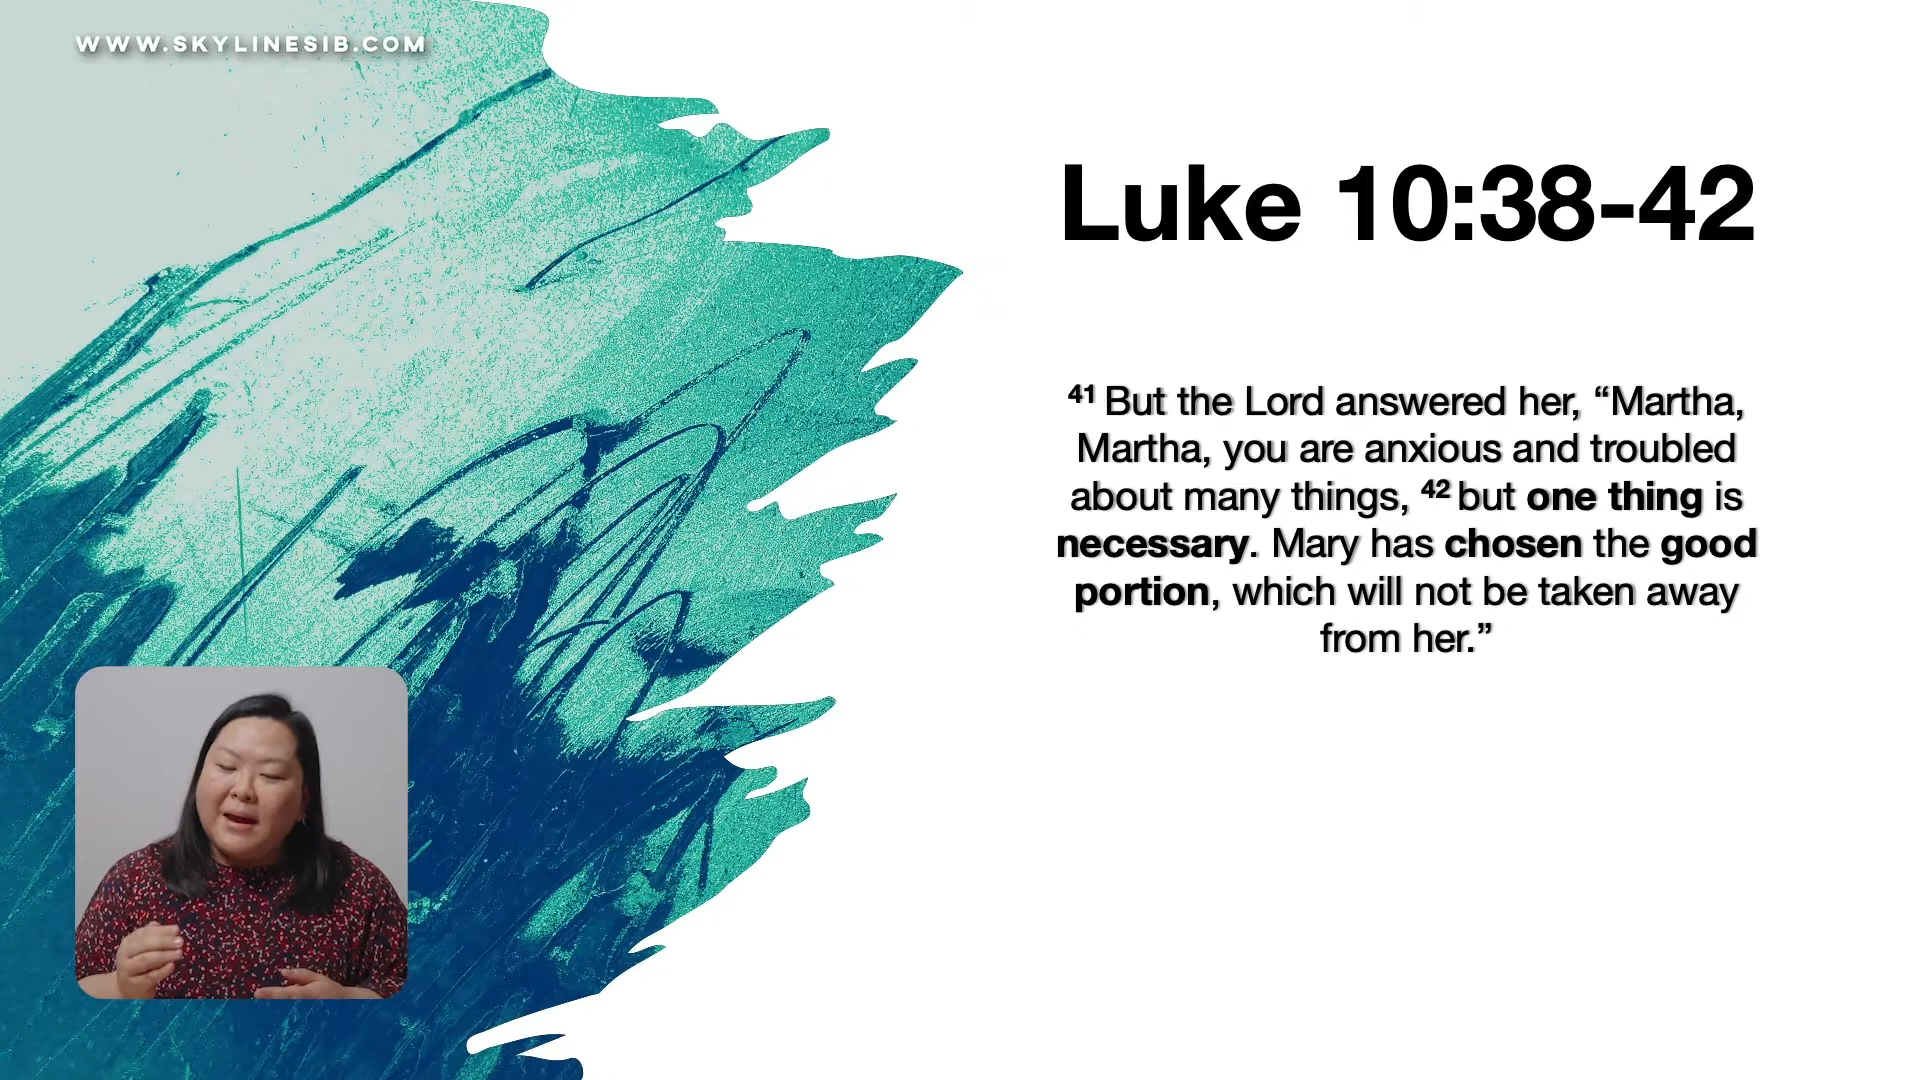 WWW.SKYLINESIB.COM
Luke 10:38-42
41 But the Lord answered her, “Martha,
Martha, you are anxious and troubled
about many things, 42 but one thing is
necessary. Mary has chosen the good
portion, which will not be taken away
from her.”